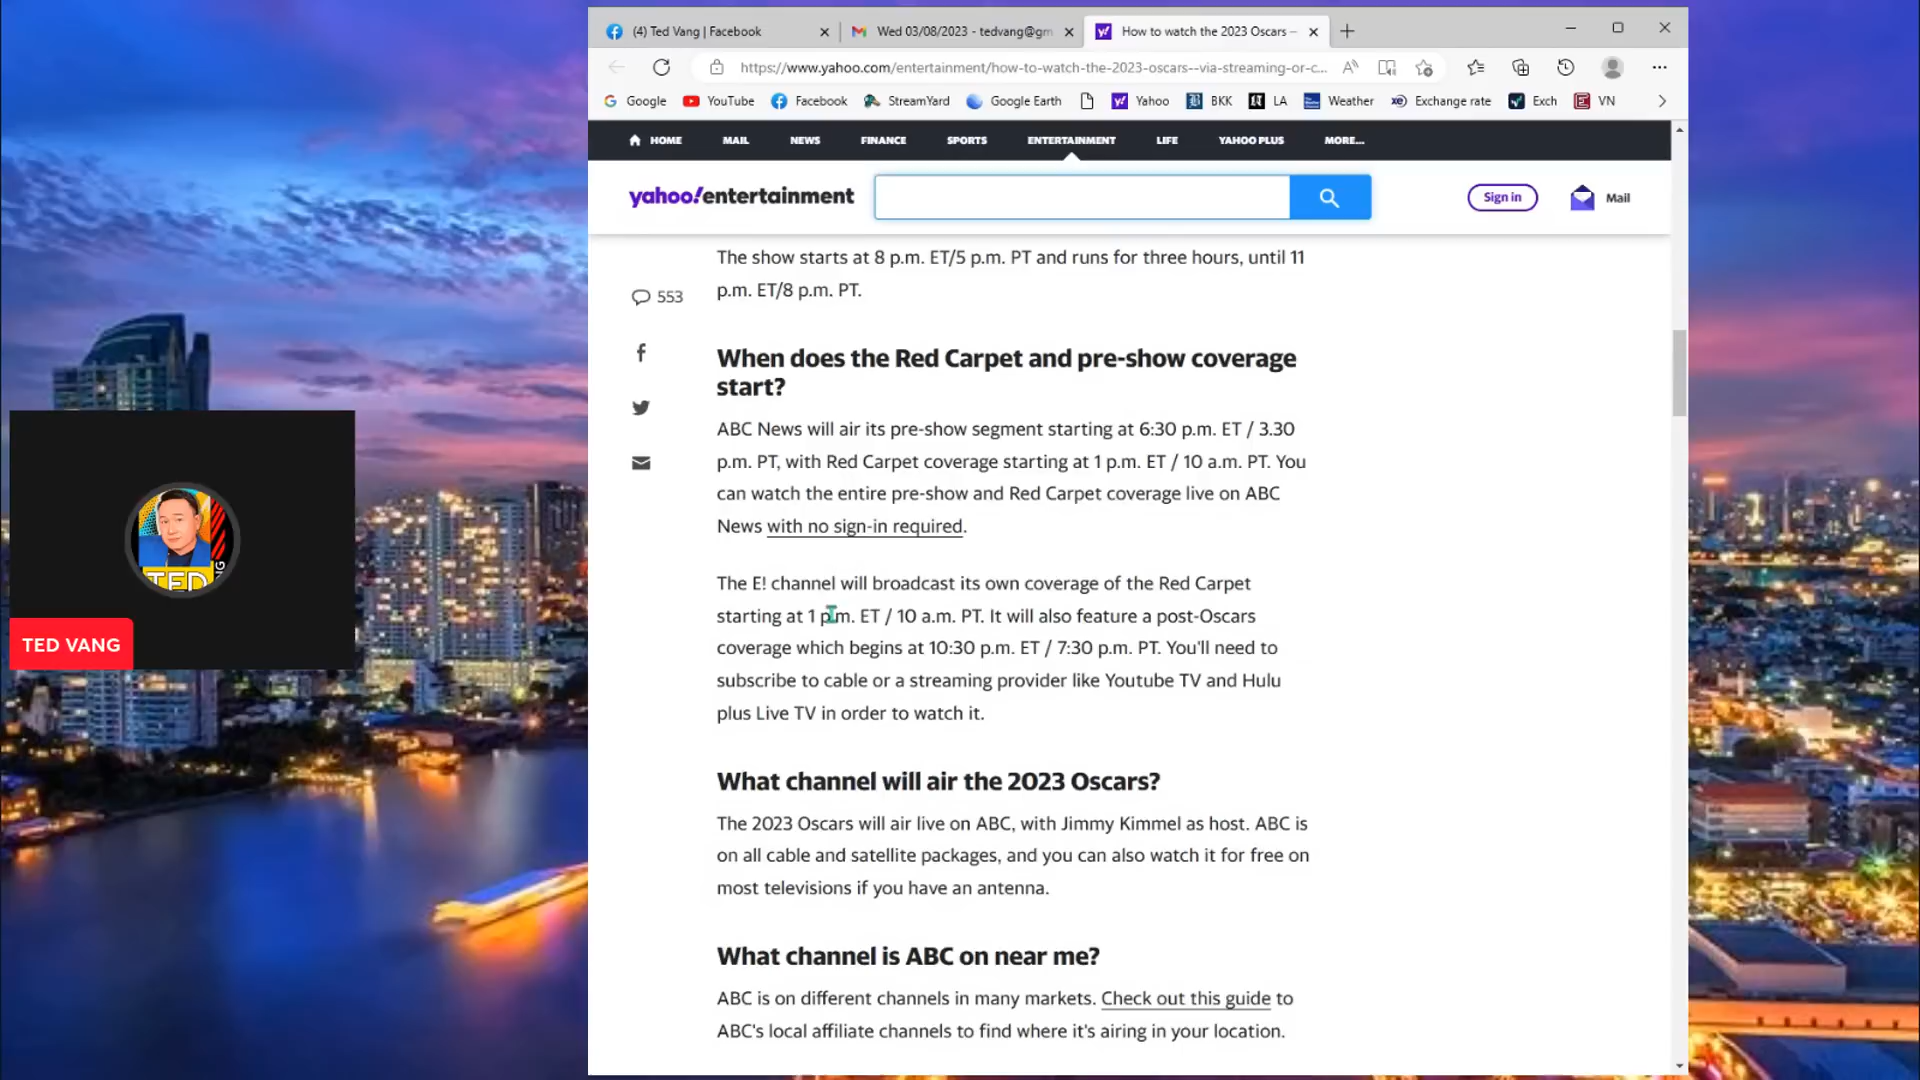 (4) Ted Vang | Facebook
Wed 03/08/2023 - tedvang@gm
How to watch the 2023 Oscars –
https://www.yahoo.com/entertainment/how-to-watch-the-2023-oscars--via-streaming-or-c...
Google YouTube Facebook StreamYard Google Earth Yahoo BKK LA Weather Exchange rate Exch VN
HOME MAIL NEWS FINANCE SPORTS ENTERTAINMENT LIFE YAHOO PLUS MORE...
yahoo!entertainment
Sign in
Mail
The show starts at 8 p.m. ET/5 p.m. PT and runs for three hours, until 11
p.m. ET/8 p.m. PT.
553
When does the Red Carpet and pre-show coverage
start?
ABC News will air its pre-show segment starting at 6:30 p.m. ET / 3.30
p.m. PT, with Red Carpet coverage starting at 1 p.m. ET / 10 a.m. PT. You
can watch the entire pre-show and Red Carpet coverage live on ABC
News with no sign-in required.
The E! channel will broadcast its own coverage of the Red Carpet
starting at 1 p.m. ET / 10 a.m. PT. It will also feature a post-Oscars
coverage which begins at 10:30 p.m. ET / 7:30 p.m. PT. You'll need to
subscribe to cable or a streaming provider like Youtube TV and Hulu
plus Live TV in order to watch it.
What channel will air the 2023 Oscars?
The 2023 Oscars will air live on ABC, with Jimmy Kimmel as host. ABC is
on all cable and satellite packages, and you can also watch it for free on
most televisions if you have an antenna.
What channel is ABC on near me?
ABC is on different channels in many markets. Check out this guide to
ABC's local affiliate channels to find where it's airing in your location.
TED
TED VANG